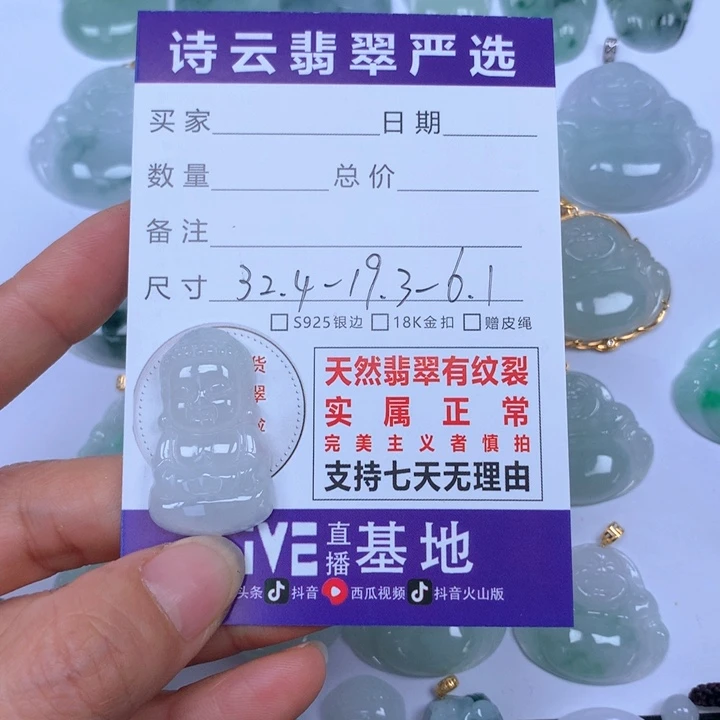 诗云翡翠严选
买家 日期
数量 总价
备注
尺寸 32.4-19.3-6.1
□S925银边 □18K金扣 □赠皮绳
货
翠
天然翡翠有纹裂
实属正常
完美主义者慎拍
支持七天无理由
iVE 直播 基地
头条 抖音 西瓜视频 抖音火山版